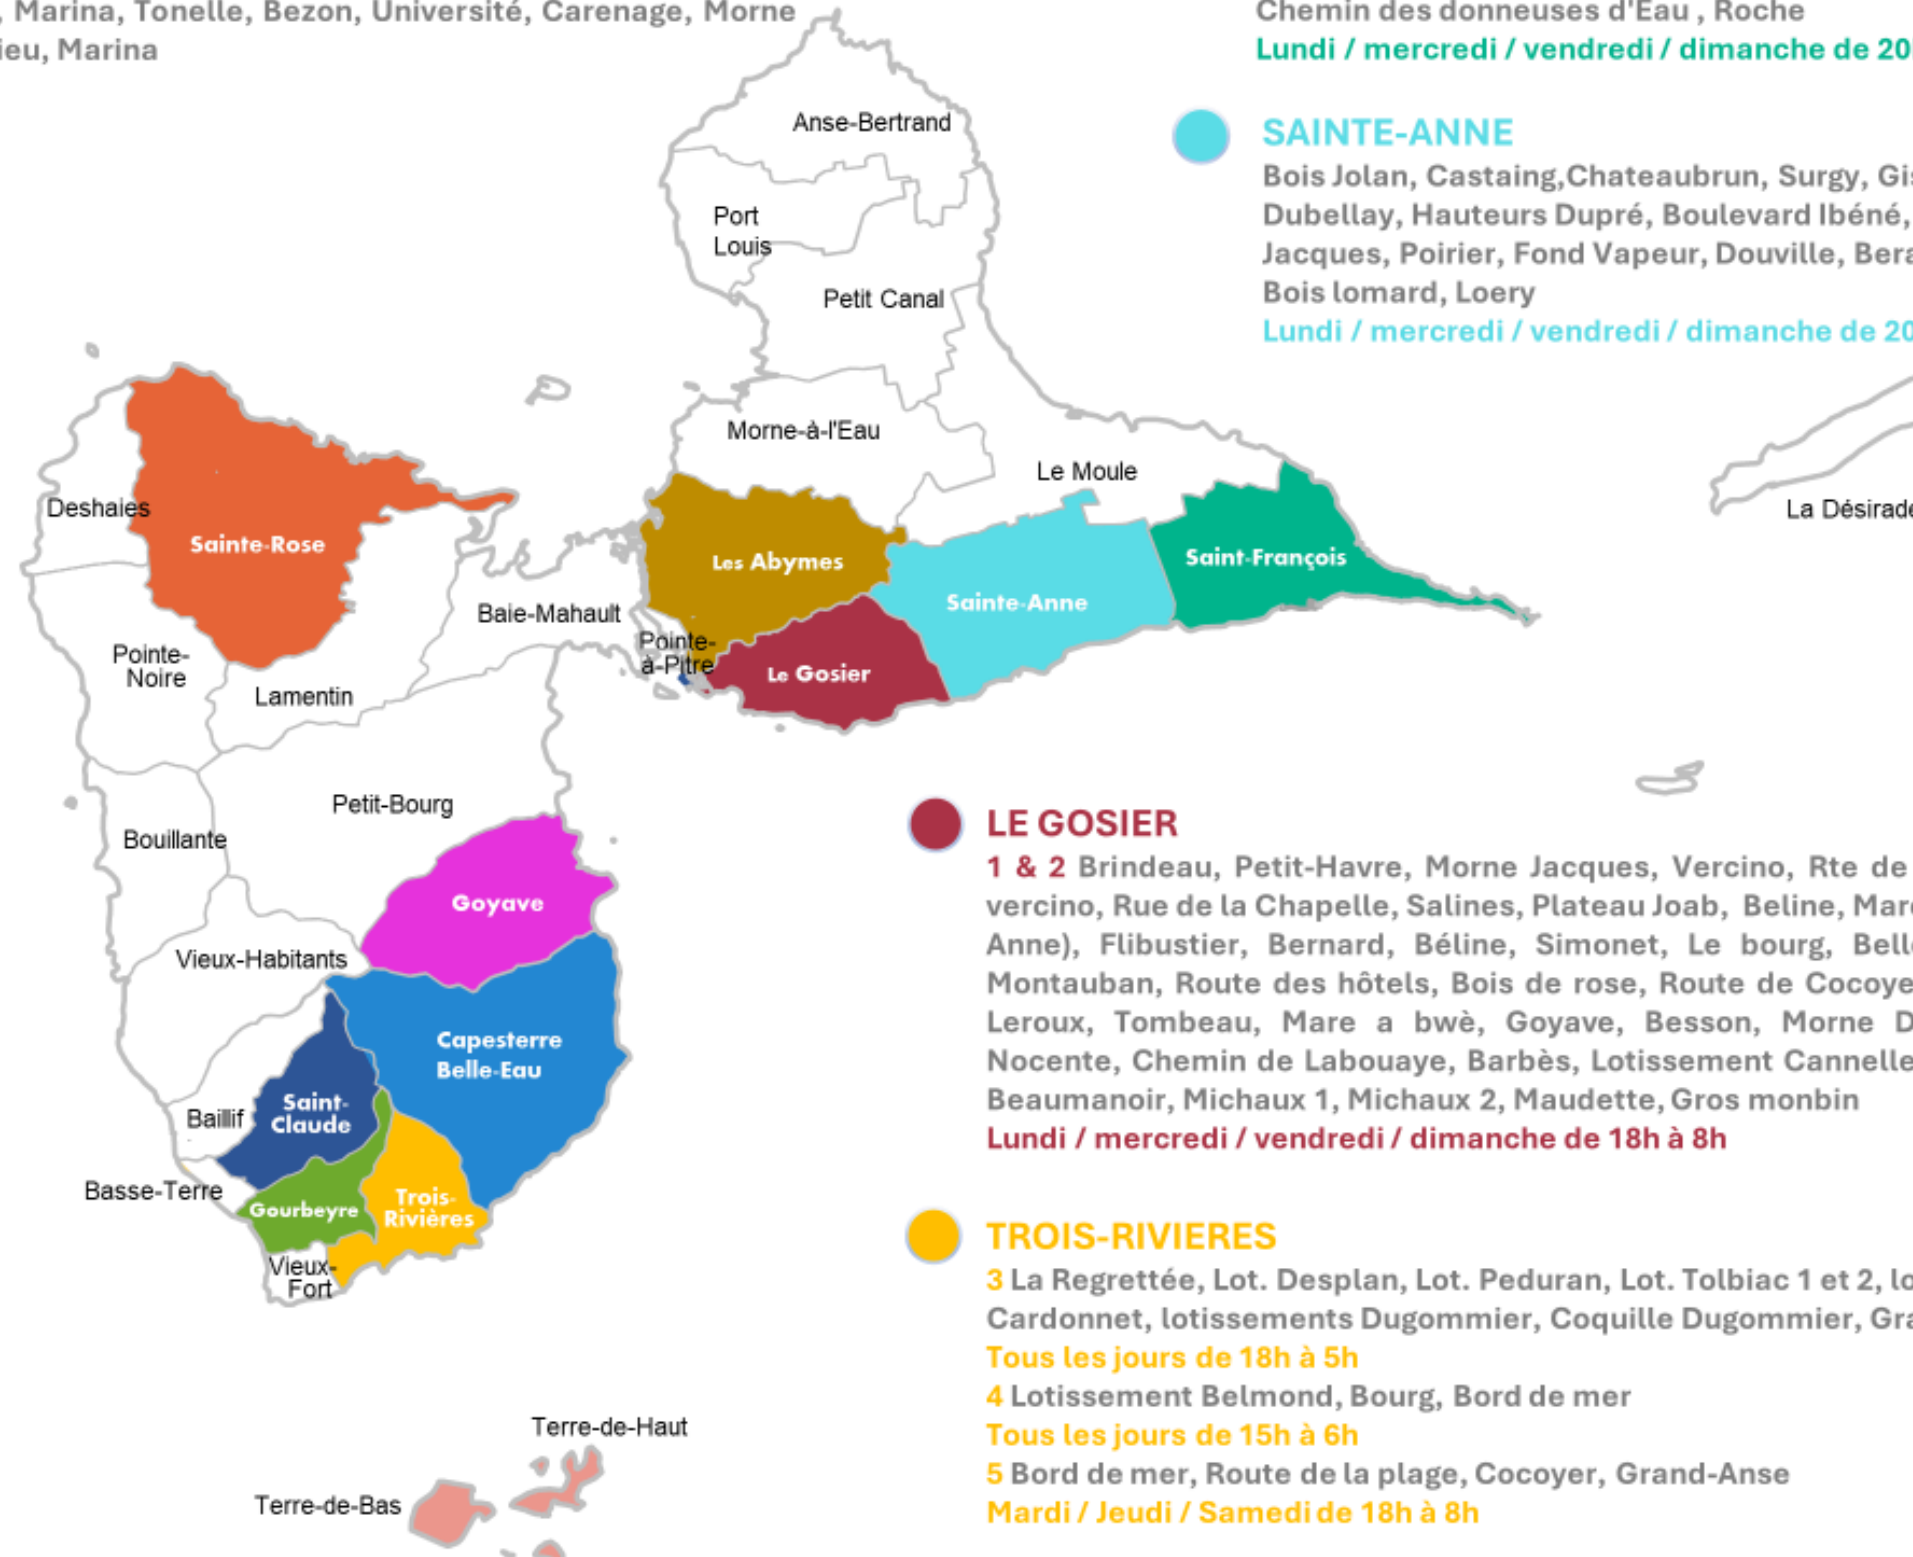 , Marina, Tonelle, Bezon, Université, Carenage, Morne
ieu, Marina
Chemin des donneuses d'Eau , Roche
Lundi / mercredi / vendredi / dimanche de 20
SAINTE-ANNE
Bois Jolan, Castaing,Chateaubrun, Surgy, Gis
Dubellay, Hauteurs Dupré, Boulevard Ibéné,
Jacques, Poirier, Fond Vapeur, Douville, Bera
Bois lomard, Loery
Lundi / mercredi / vendredi / dimanche de 20
Anse-Bertrand
Port
Louis
Petit Canal
Morne-à-l'Eau
Le Moule
Deshaies
La Désirade
Sainte-Rose
Les Abymes
Saint-François
Sainte-Anne
Baie-Mahault
Pointe-
à-Pitre
Le Gosier
Pointe-
Noire
Lamentin
Petit-Bourg
Bouillante
Goyave
Vieux-Habitants
Capesterre
Belle-Eau
Saint-
Claude
Baillif
Basse-Terre
Gourbeyre
Trois-
Rivières
Vieux-
Fort
Terre-de-Haut
Terre-de-Bas
LE GOSIER
1 & 2 Brindeau, Petit-Havre, Morne Jacques, Vercino, Rte de
vercino, Rue de la Chapelle, Salines, Plateau Joab, Beline, Mar
Anne), Flibustier, Bernard, Béline, Simonet, Le bourg, Bell
Montauban, Route des hôtels, Bois de rose, Route de Cocoye
Leroux, Tombeau, Mare a bwè, Goyave, Besson, Morne D
Nocente, Chemin de Labouaye, Barbès, Lotissement Cannelle
Beaumanoir, Michaux 1, Michaux 2, Maudette, Gros monbin
Lundi / mercredi / vendredi / dimanche de 18h à 8h
TROIS-RIVIERES
3 La Regrettée, Lot. Desplan, Lot. Peduran, Lot. Tolbiac 1 et 2, lo
Cardonnet, lotissements Dugommier, Coquille Dugommier, Gra
Tous les jours de 18h à 5h
4 Lotissement Belmond, Bourg, Bord de mer
Tous les jours de 15h à 6h
5 Bord de mer, Route de la plage, Cocoyer, Grand-Anse
Mardi / Jeudi / Samedi de 18h à 8h